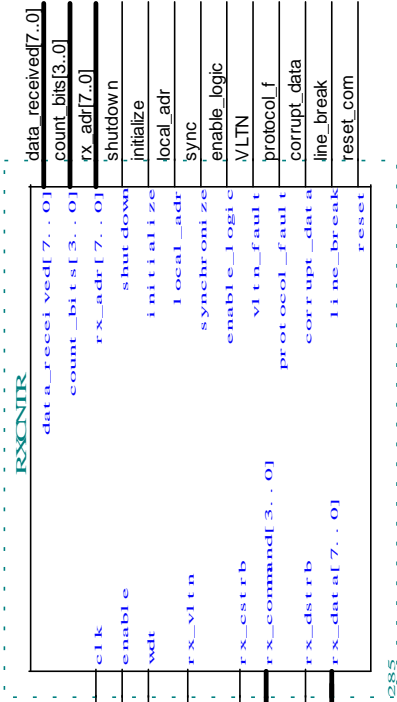 RXCNTR
clk
enable
wdt
rx_vltn
rx_cstrb
rx_command[3..0]
rx_dstrb
rx_data[7..0]
data_received[7..0]
count_bits[3..0]
rx_adr[7..0]
shutdown
initialize
local_adr
synchronize
enable_logic
vltn_fault
protocol_fault
corrupt_data
line_break
reset
data_received[7..0]
count_bits[3..0]
rx_adr[7..0]
shutdown
initialize
local_adr
sync
enable_logic
VLTN
protocol_f
corrupt_data
line_break
reset_com
285